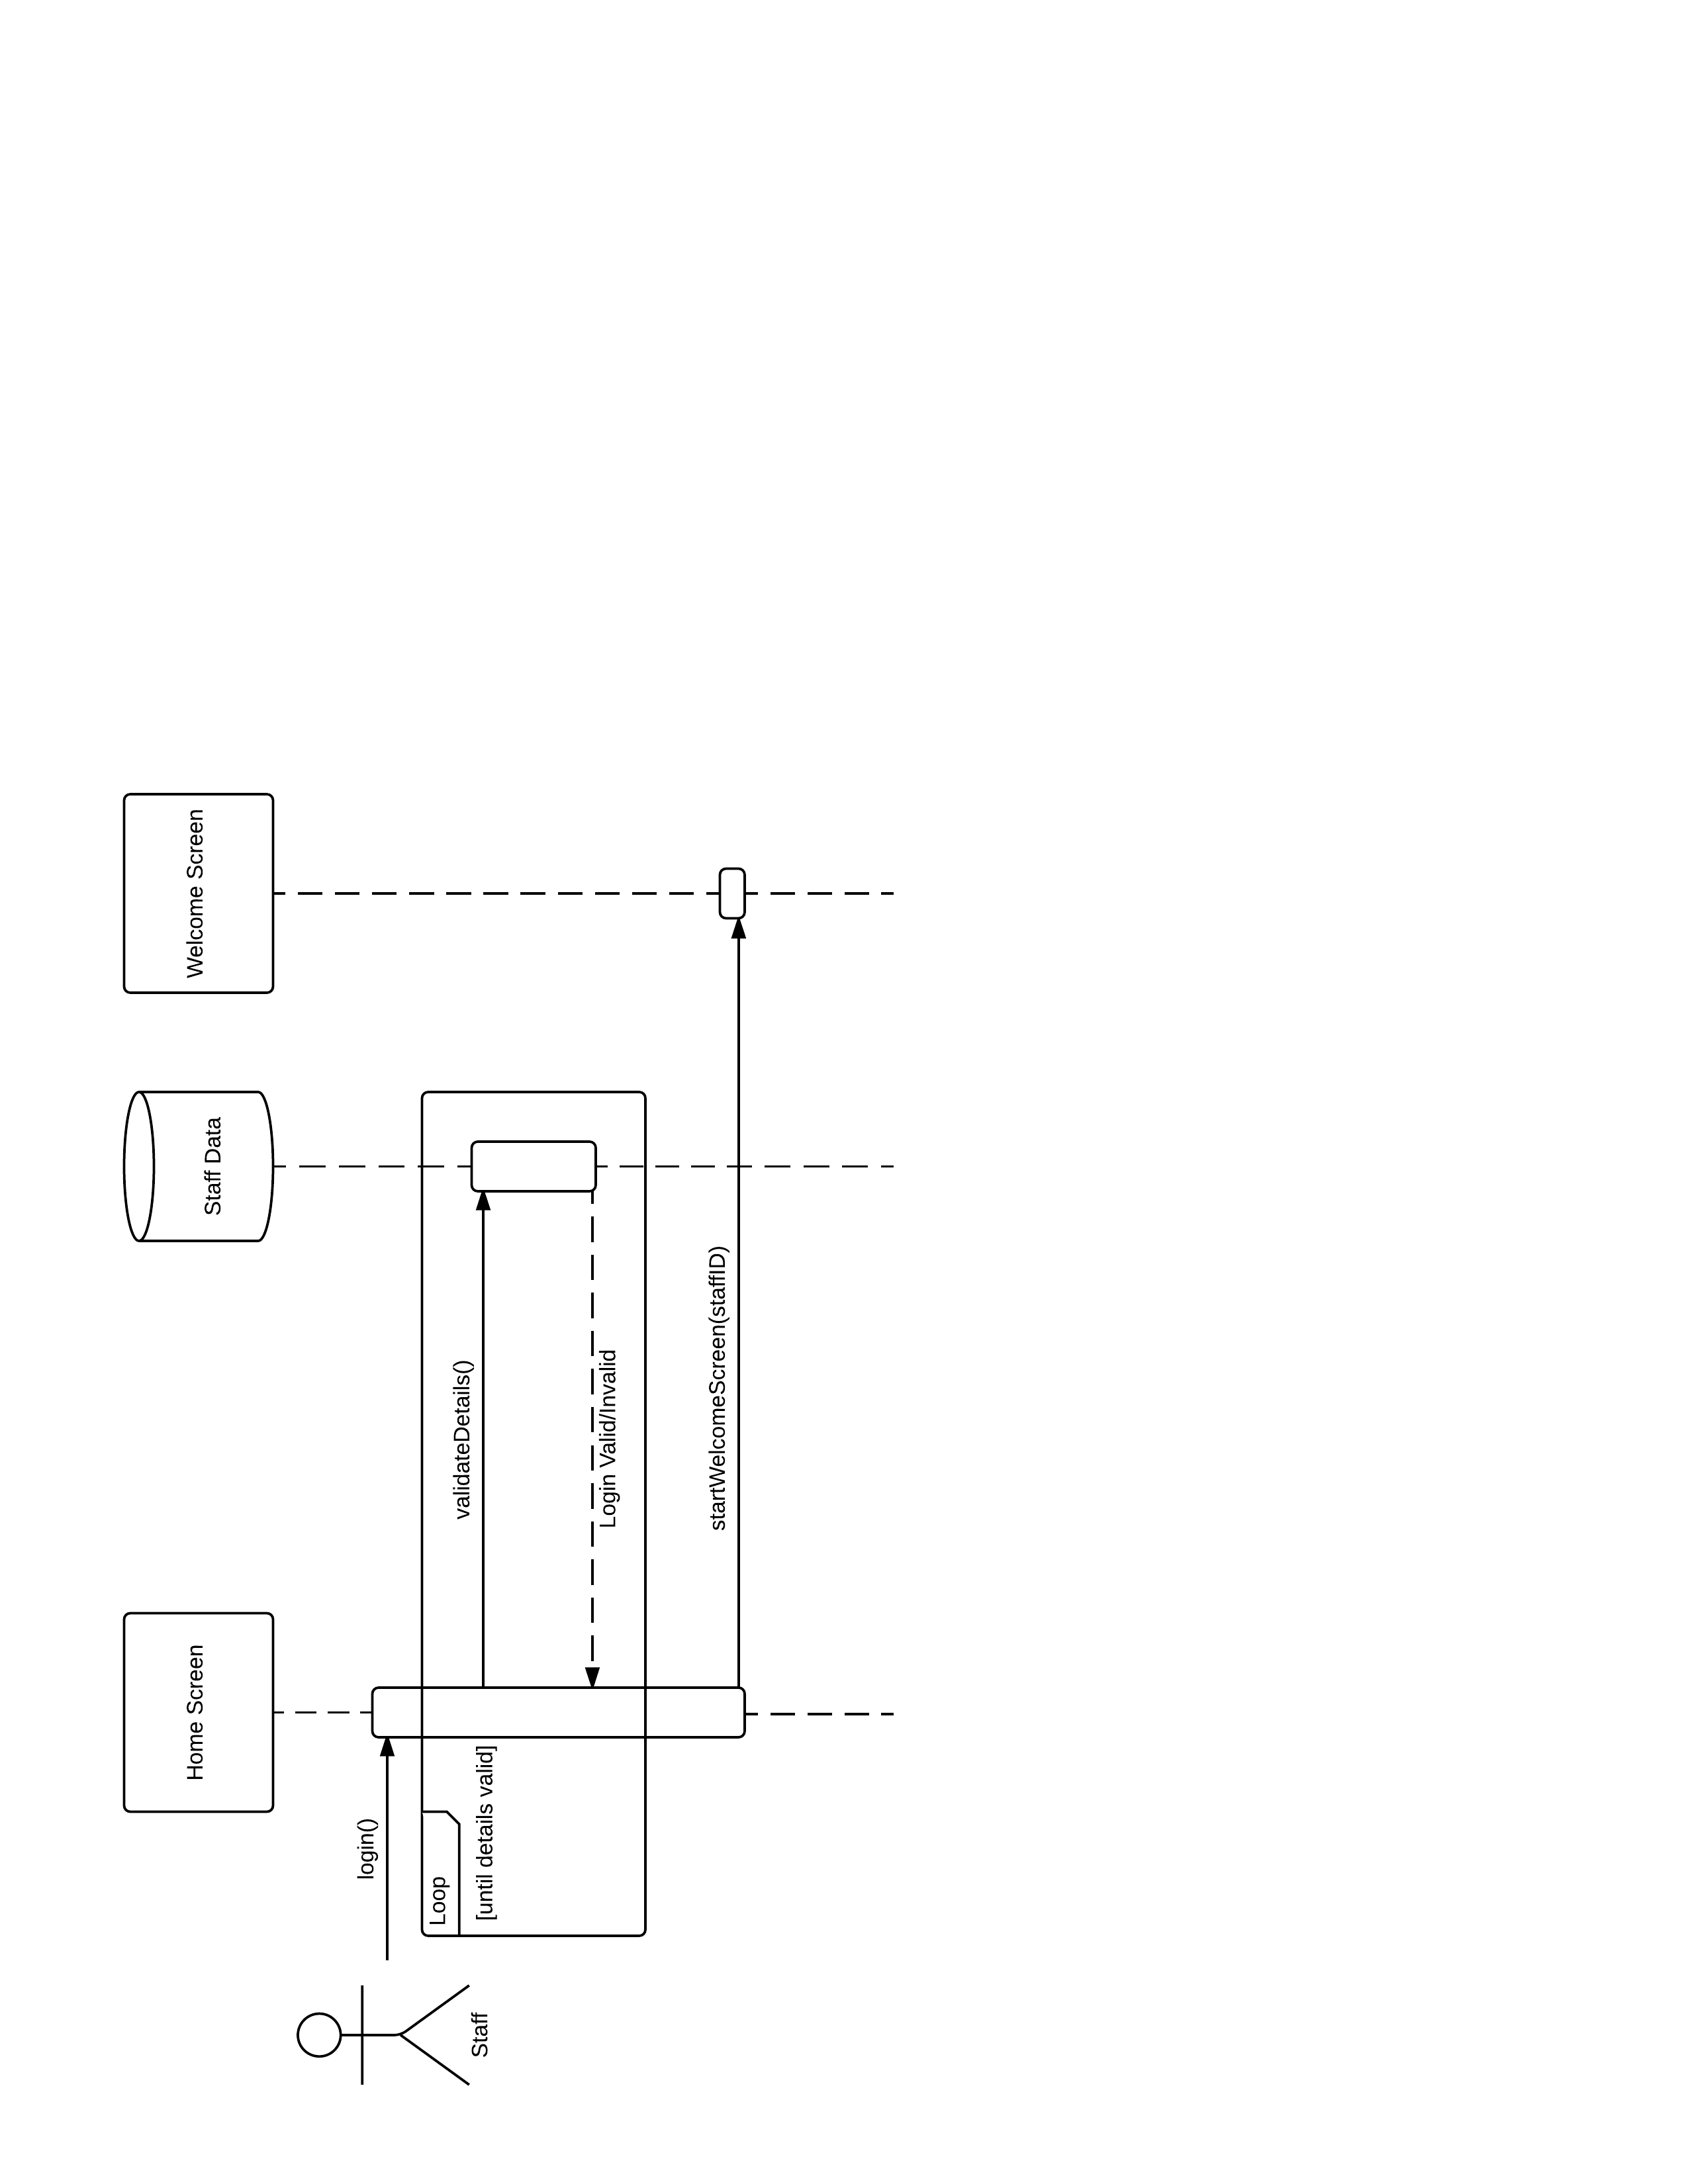 Home Screen
Staff Data
Welcome Screen
login()
Loop
[until details valid]
validateDetails()
Login Valid/Invalid
startWelcomeScreen(staffID)
Staff